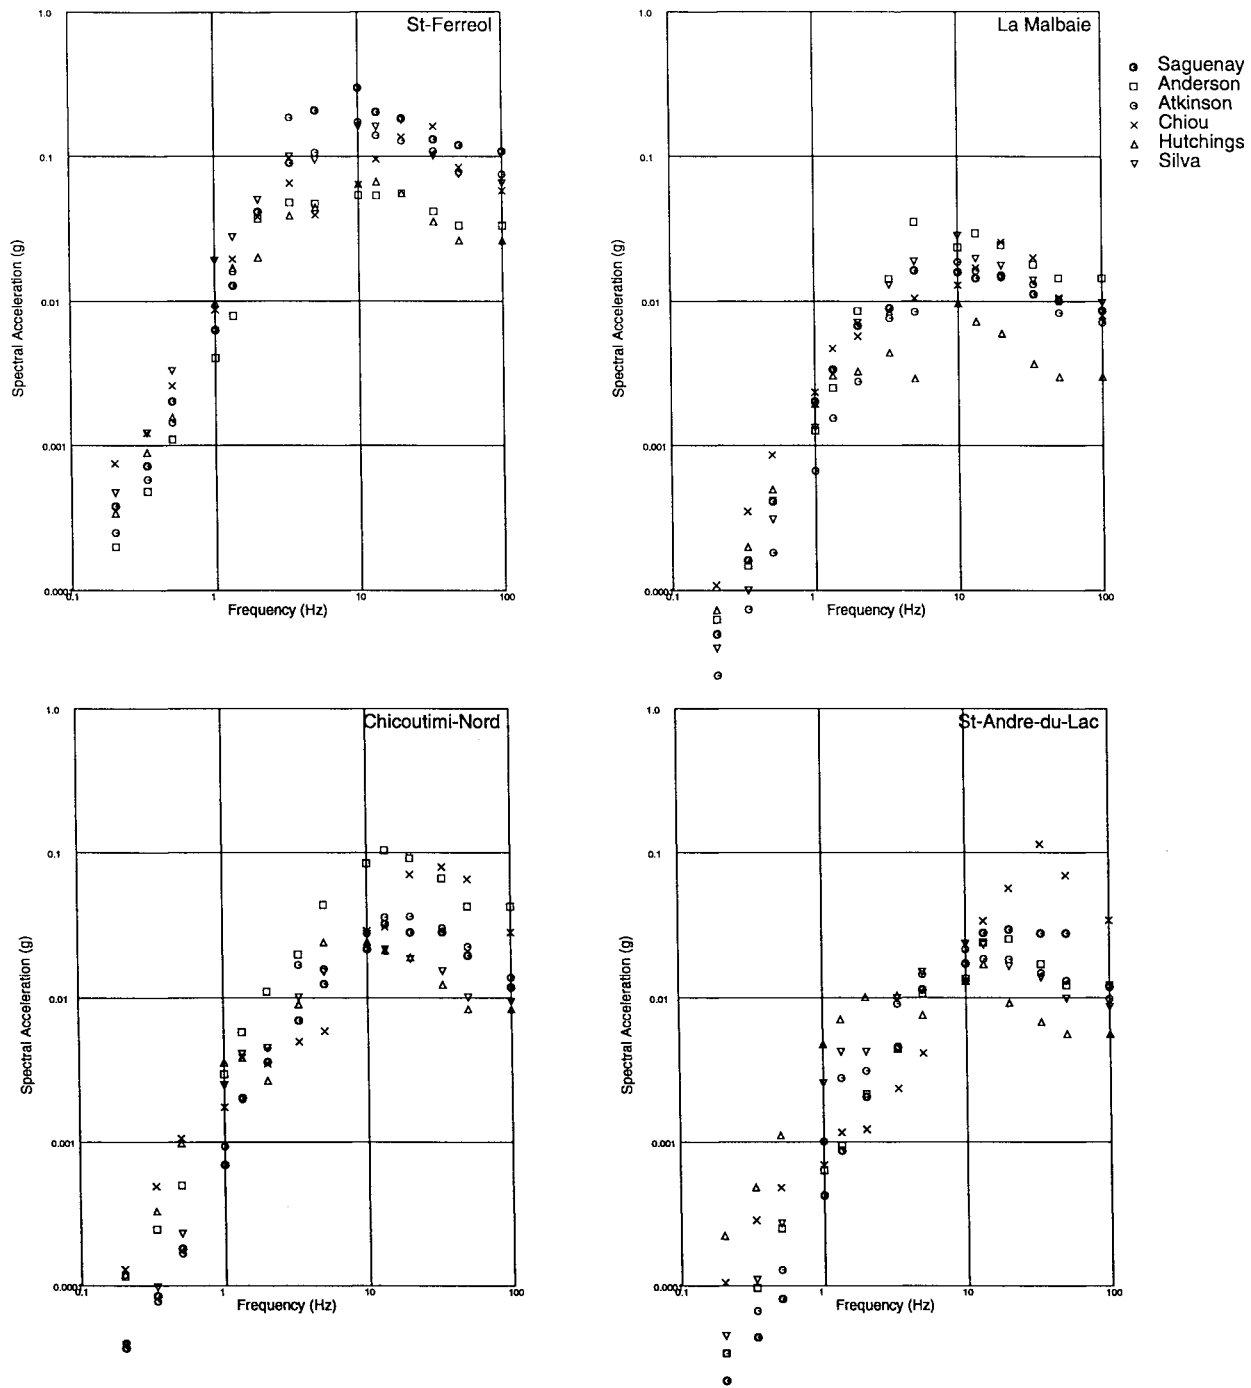 St-Ferreol
1.0
0.1
0.01
0.001
0.0001
0.1
1
10
100
Spectral Acceleration (g)
Frequency (Hz)
La Malbaie
1.0
0.1
0.01
0.001
0.0001
0.1
1
10
100
Spectral Acceleration (g)
Frequency (Hz)
Saguenay
Anderson
Atkinson
Chiou
Hutchings
Silva
Chicoutimi-Nord
1.0
0.1
0.01
0.001
0.0001
0.1
1
10
100
Spectral Acceleration (g)
Frequency (Hz)
St-Andre-du-Lac
1.0
0.1
0.01
0.001
0.0001
0.1
1
10
100
Spectral Acceleration (g)
Frequency (Hz)